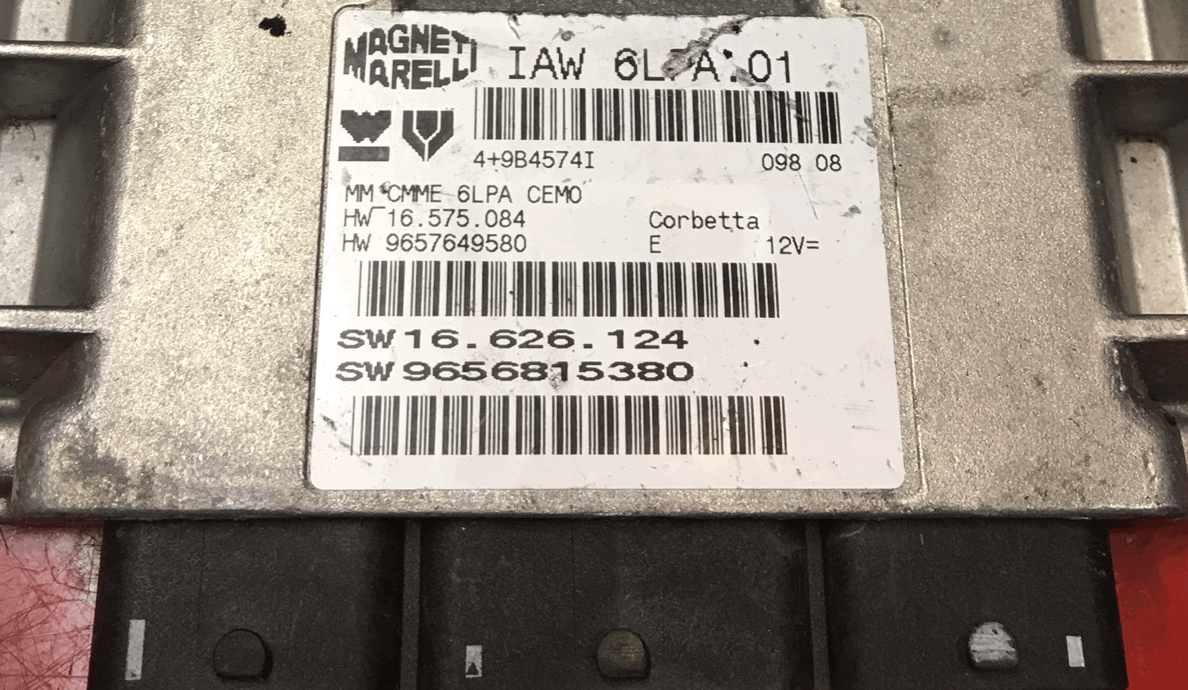 MAGNETI MARELLI
IAW 6LPA.01
4+9B4574I 098 08
MM CMME 6LPA CEMO
HW 16.575.084 Corbetta
HW 9657649580 E 12V=
SW 16.626.124
SW 9656815380